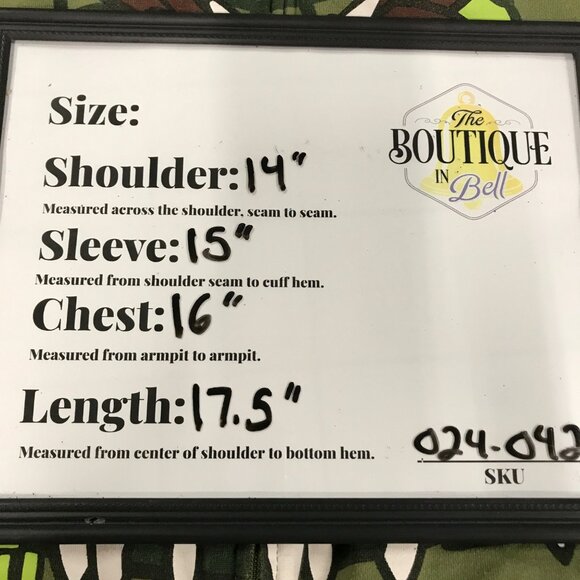 Size:
The
BOUTIQUE
IN Bell
Shoulder: 14"
Measured across the shoulder, seam to seam.
Sleeve: 15"
Measured from shoulder seam to cuff hem.
Chest: 16"
Measured from armpit to armpit.
Length: 17.5"
Measured from center of shoulder to bottom hem.
024-042
SKU